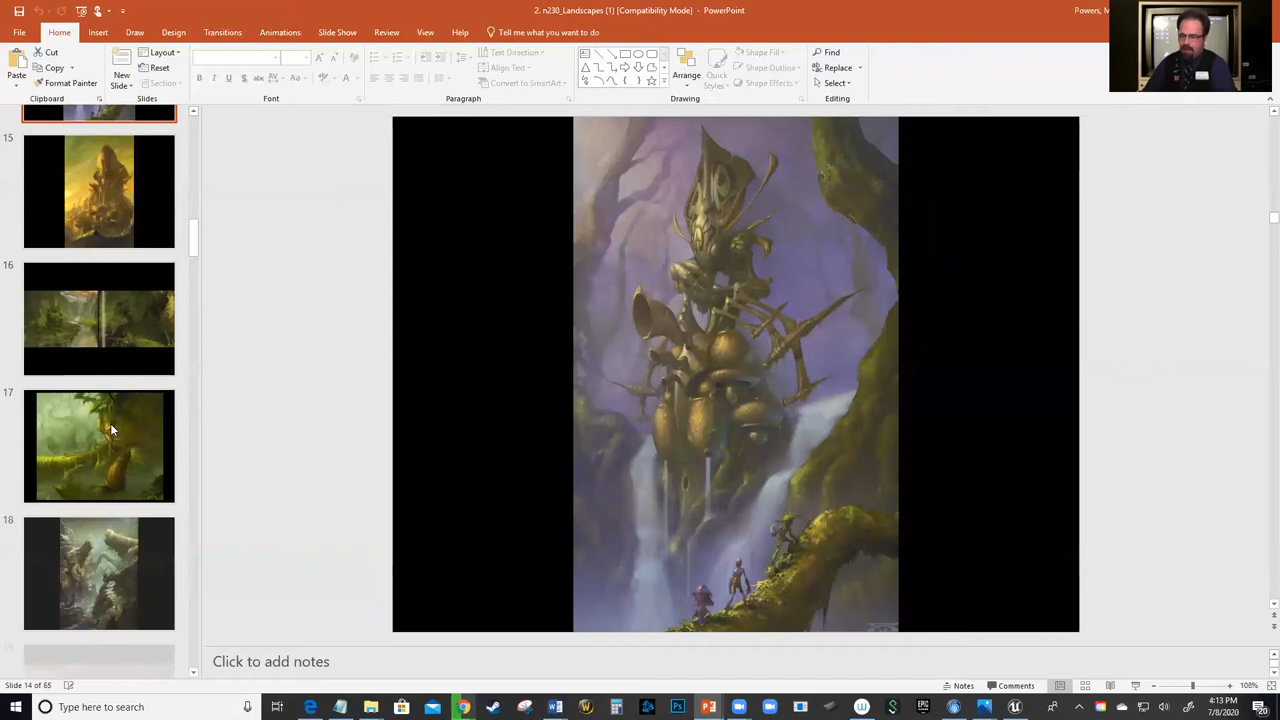 2. n230_Landscapes (1) [Compatibility Mode] - PowerPoint
Powers, M
File Home Insert Draw Design Transitions Animations Slide Show Review View Help Tell me what you want to do
Cut
Copy
Format Painter
Paste
Clipboard
New
Slide
Layout
Reset
Section
Slides
B I U S
Font
Text Direction
Align Text
Convert to SmartArt
Paragraph
Arrange
Quick
Styles
Shape Fill
Shape Outline
Shape Effects
Drawing
Find
Replace
Select
Editing
15
16
17
18
19
Click to add notes
Slide 14 of 65
Notes
Comments
108%
Type here to search
4:13 PM
7/8/2020
20